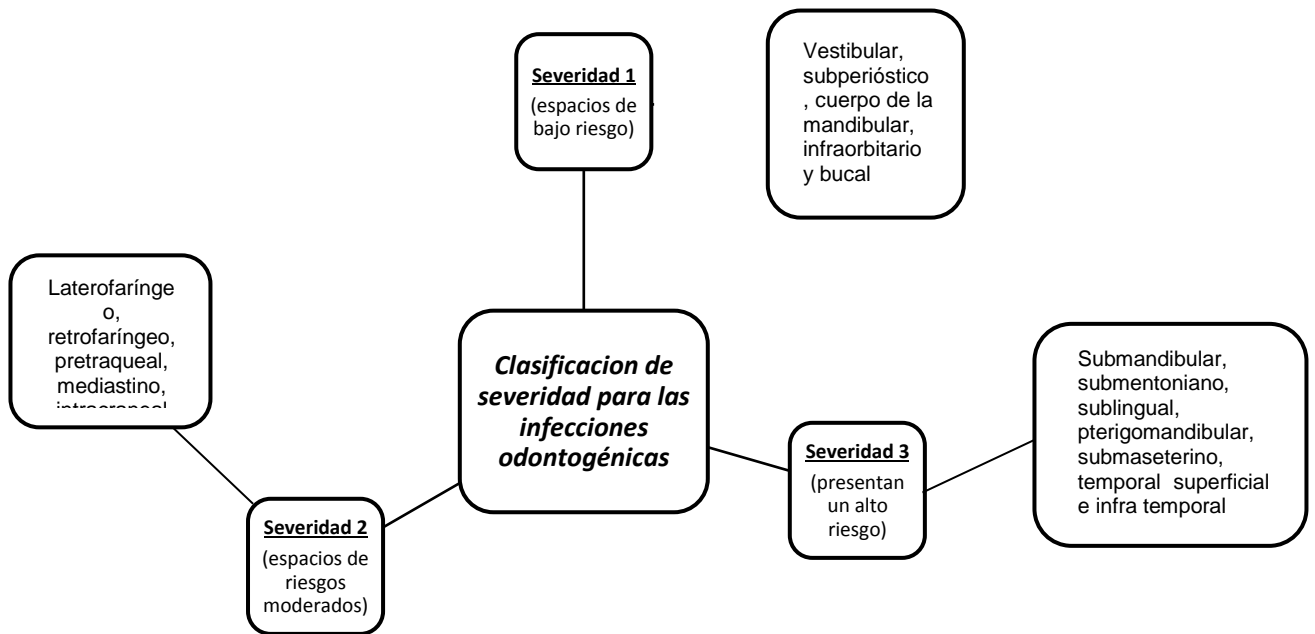 Severidad 1
(espacios de
bajo riesgo)
Vestibular,
subperióstico
, cuerpo de la
mandibular,
infraorbitario
y bucal
Laterofarínge
o,
retrofaríngeo,
pretraqueal,
mediastino,
Clasificacion de
severidad para las
infecciones
odontogénicas
Severidad 2
(espacios de
riesgos
moderados)
Severidad 3
(presentan
un alto
riesgo)
Submandibular,
submentoniano,
sublingual,
pterigomandibular,
submaseterino,
temporal superficial
e infra temporal